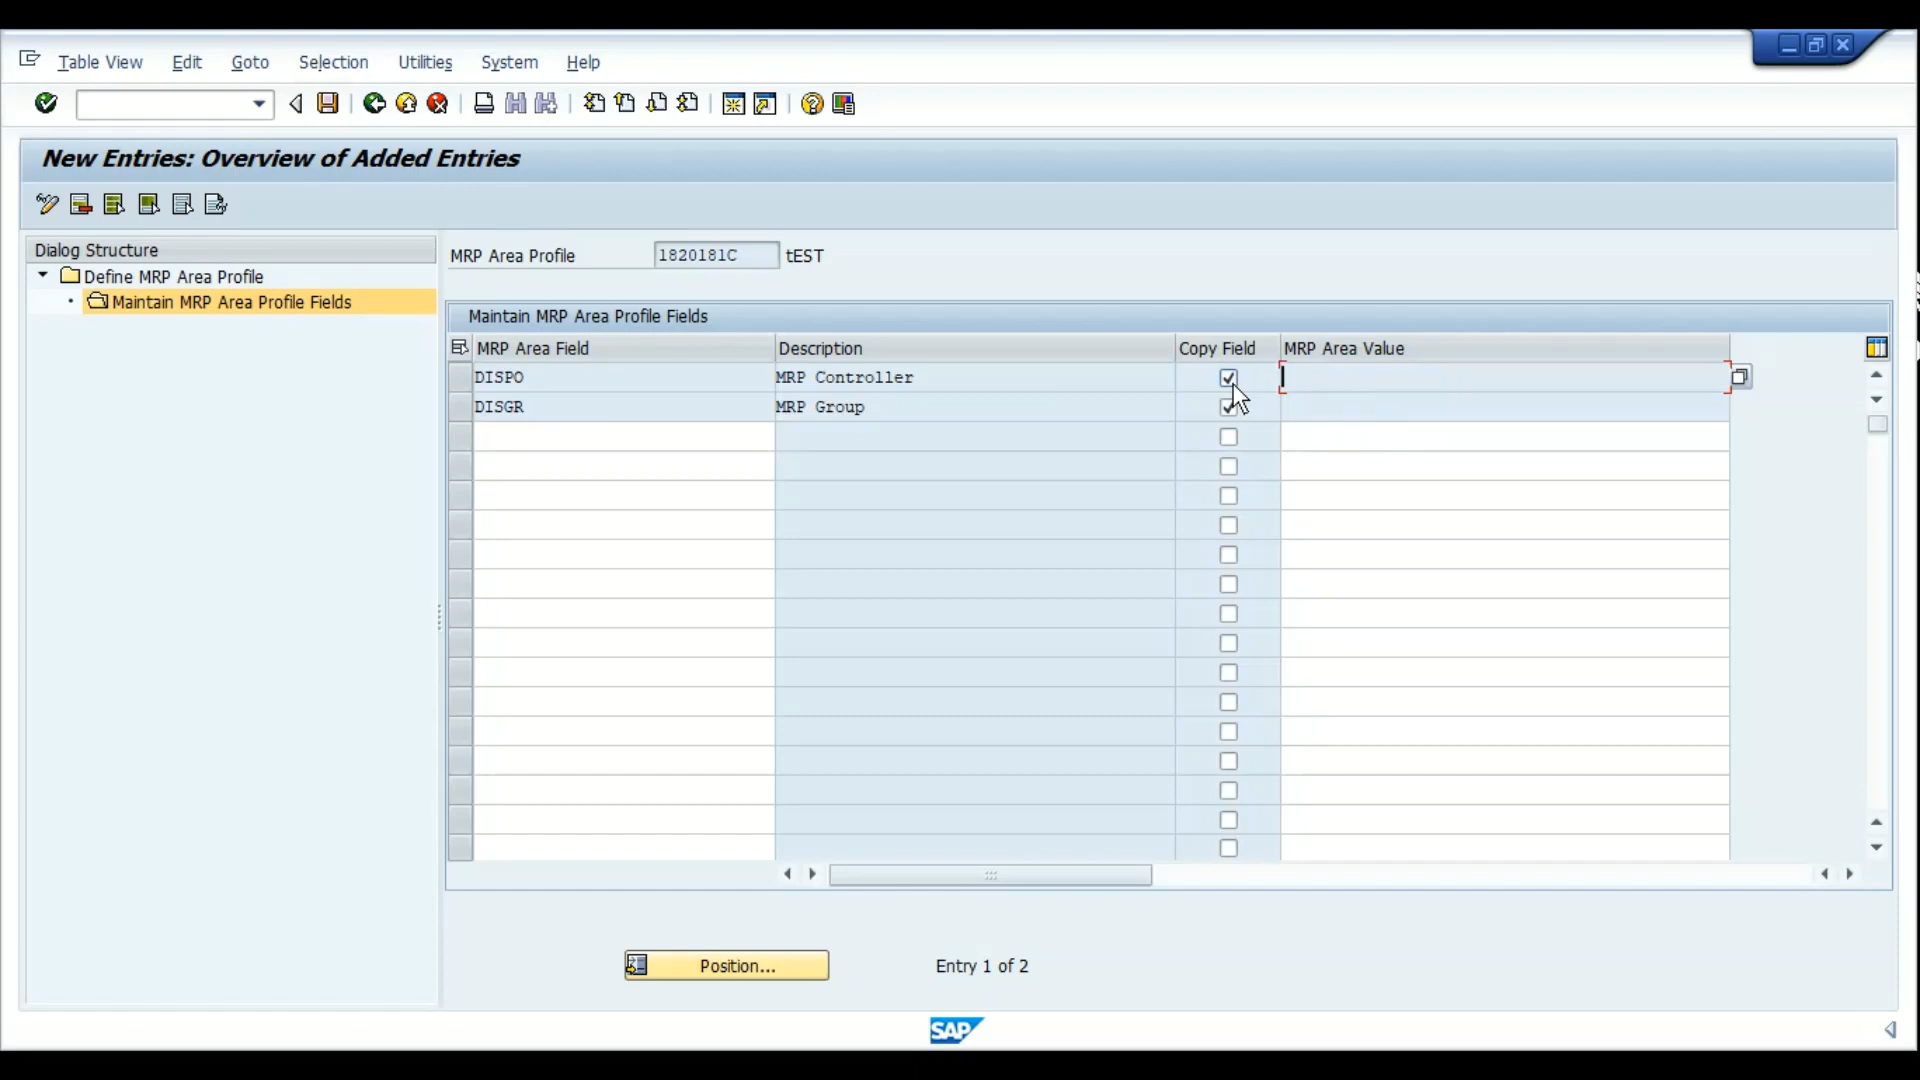 Table View Edit Goto Selection Utilities System Help
New Entries: Overview of Added Entries
Dialog Structure
Define MRP Area Profile
Maintain MRP Area Profile Fields
MRP Area Profile 1820181C tEST
Maintain MRP Area Profile Fields
MRP Area Field Description Copy Field MRP Area Value
DISPO MRP Controller
DISGR MRP Group
Position... Entry 1 of 2
SAP